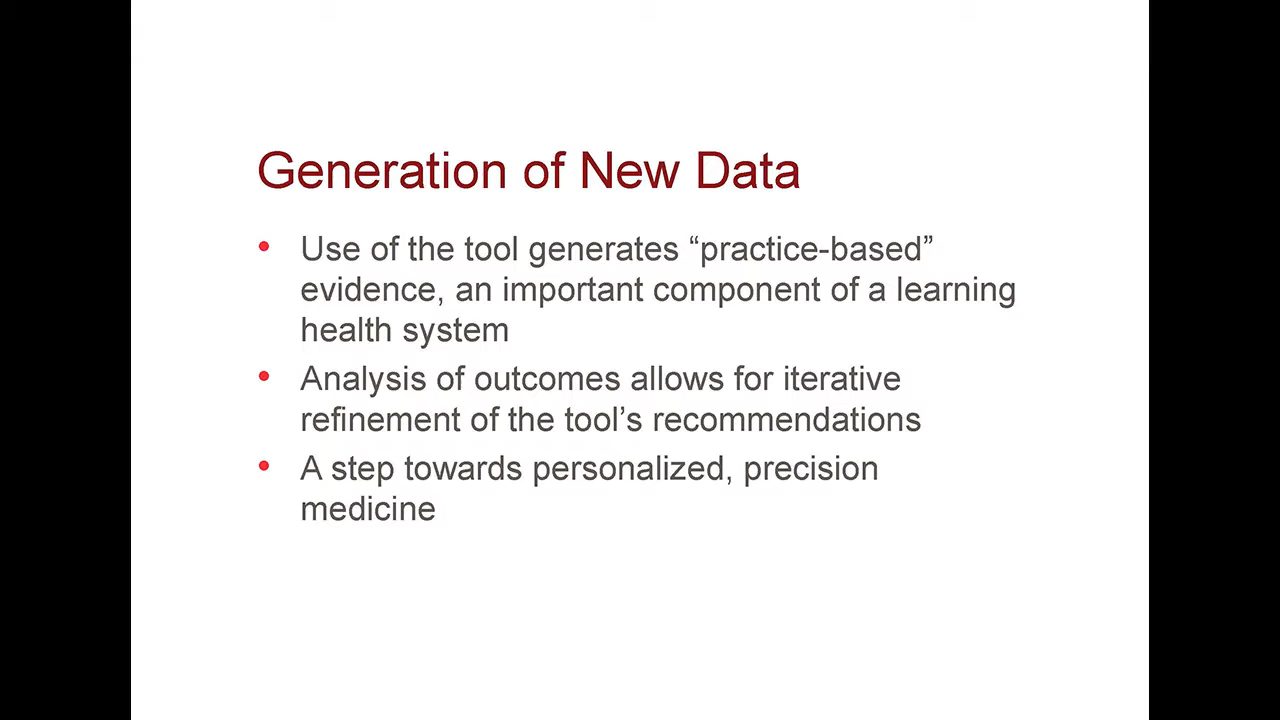 Generation of New Data
• Use of the tool generates “practice-based”
evidence, an important component of a learning
health system
• Analysis of outcomes allows for iterative
refinement of the tool’s recommendations
• A step towards personalized, precision
medicine